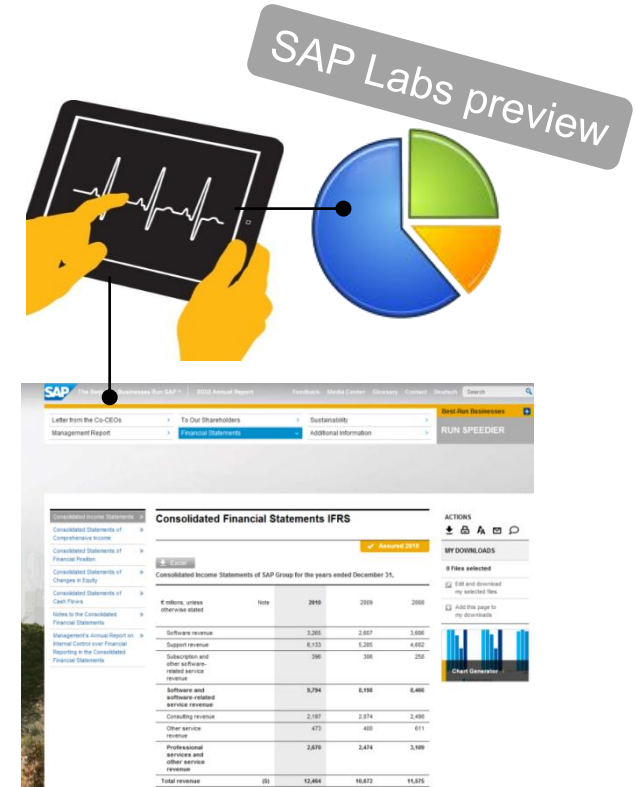 SAP Labs preview
SAP The Best-Run Businesses Run SAP 2010 Annual Report Feedback Media Center Glossary Contact Deutsch Search
Letter from the Co-CEOs To Our Shareholders Sustainability
Management Report Financial Statements Additional Information
Best-Run Businesses
RUN SPEEDIER
Consolidated Income Statements
Consolidated Statements of
Comprehensive Income
Consolidated Statements of
Financial Position
Consolidated Statements of
Changes in Equity
Consolidated Statements of
Cash Flows
Notes to the Consolidated
Financial Statements
Management's Annual Report on
Internal Control over Financial
Reporting in the Consolidated
Financial Statements
Consolidated Financial Statements IFRS
Assured 2010
Excel
Consolidated Income Statements of SAP Group for the years ended December 31,
€ millions, unless
otherwise stated Note 2010 2009 2008
Software revenue 3,265 2,607 3,606
Support revenue 6,133 5,285 4,602
Subscription and
other software-
related service
revenue 396 306 258
Software and
software-related
service revenue 9,794 8,198 8,466
Consulting revenue 2,197 2,074 2,498
Other service
revenue 473 400 611
Professional
services and
other service
revenue 2,670 2,474 3,109
Total revenue (5) 12,464 10,672 11,575
ACTIONS
MY DOWNLOADS
0 Files selected
Edit and download
my selected files
Add this page to
my downloads
Chart Generator